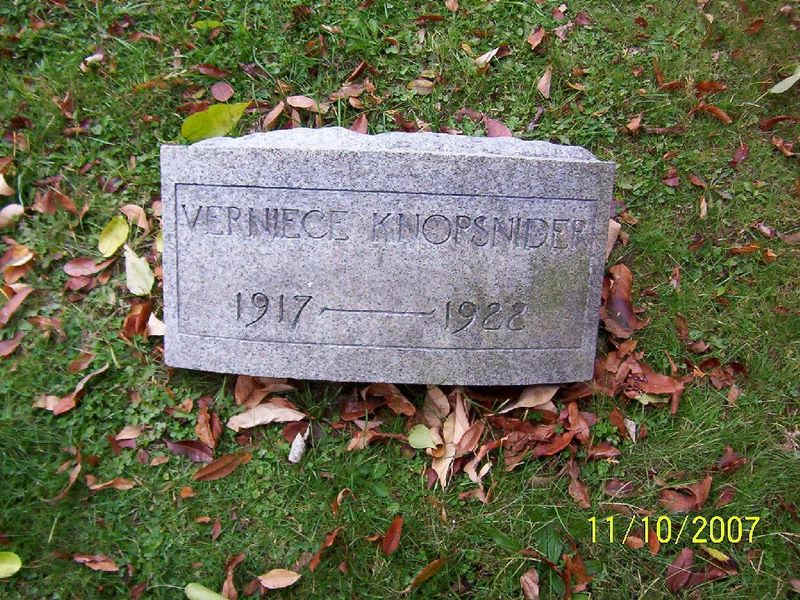 VERNIECE KNOPSNIDER
1917 — 1922
11/10/2007